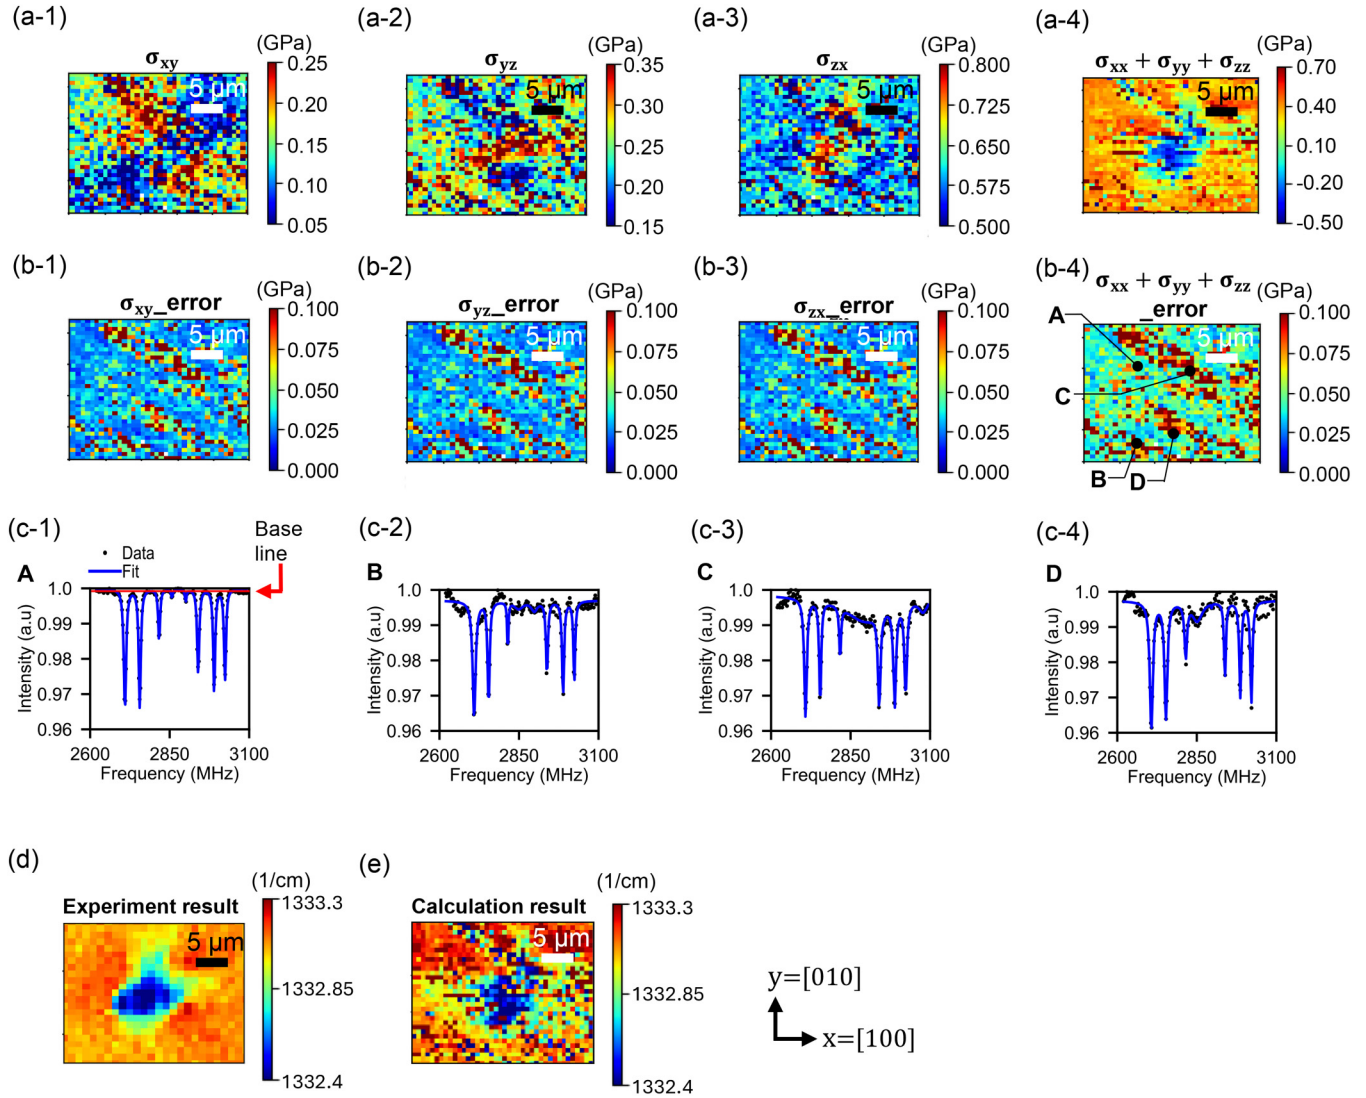 (a-1)
(a-2)
(a-3)
(a-4)
σxy
(GPa)
σyz
(GPa)
σzx
(GPa)
σxx + σyy + σzz
(GPa)
5 μm
5 μm
5 μm
5 μm
0.25
0.20
0.15
0.10
0.05
0.35
0.30
0.25
0.20
0.15
0.800
0.725
0.650
0.575
0.500
0.70
0.40
0.10
-0.20
-0.50
(b-1)
(b-2)
(b-3)
(b-4)
σxy_error
(GPa)
σyz_error
(GPa)
σzx_error
(GPa)
σxx + σyy + σzz
_error
(GPa)
5 μm
5 μm
5 μm
5 μm
A
C
B
D
0.100
0.075
0.050
0.025
0.000
0.100
0.075
0.050
0.025
0.000
0.100
0.075
0.050
0.025
0.000
0.100
0.075
0.050
0.025
0.000
(c-1)
(c-2)
(c-3)
(c-4)
Data
Fit
Base
line
A
Intensity (a.u)
1.0
0.99
0.98
0.97
0.96
2600
2850
3100
Frequency (MHz)
B
Intensity (a.u)
1.0
0.99
0.98
0.97
0.96
2600
2850
3100
Frequency (MHz)
C
Intensity (a.u)
1.0
0.99
0.98
0.97
0.96
2600
2850
3100
Frequency (MHz)
D
Intensity (a.u)
1.0
0.99
0.98
0.97
0.96
2600
2850
3100
Frequency (MHz)
(d)
(e)
Experiment result
(1/cm)
5 μm
1333.3
1332.85
1332.4
Calculation result
(1/cm)
5 μm
1333.3
1332.85
1332.4
y=[010]
x=[100]